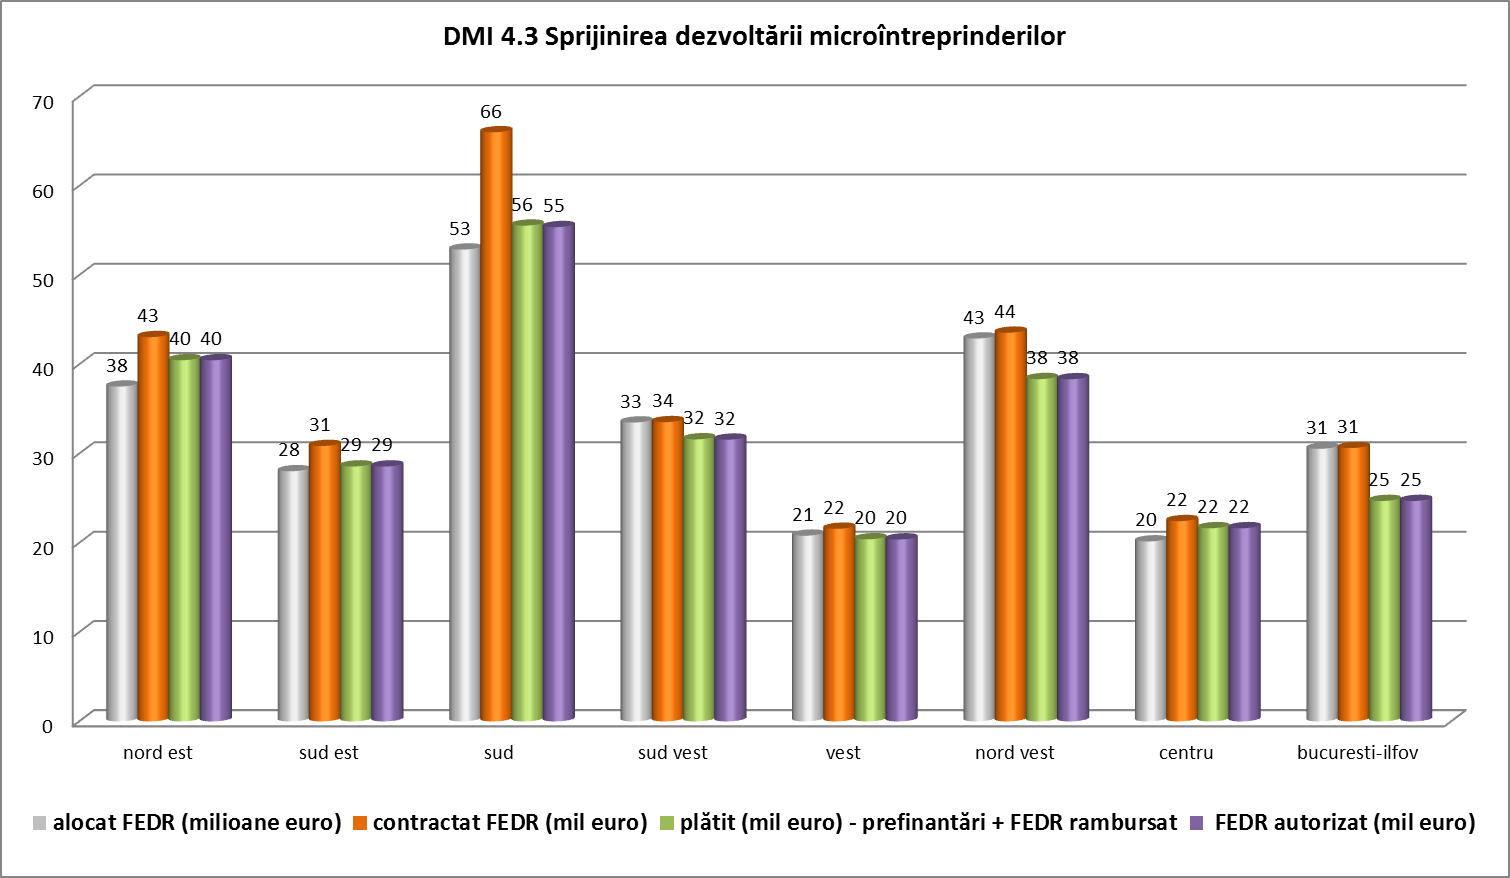 DMI 4.3 Sprijinirea dezvoltării microîntreprinderilor
70
60
50
40
30
20
10
0
38 43 40 40
28 31 29 29
53 66 56 55
33 34 32 32
21 22 20 20
43 44 38 38
20 22 22 22
31 31 25 25
nord est sud est sud sud vest vest nord vest centru bucuresti-ilfov
alocat FEDR (milioane euro) contractat FEDR (mil euro) plătit (mil euro) - prefinantări + FEDR rambursat FEDR autorizat (mil euro)